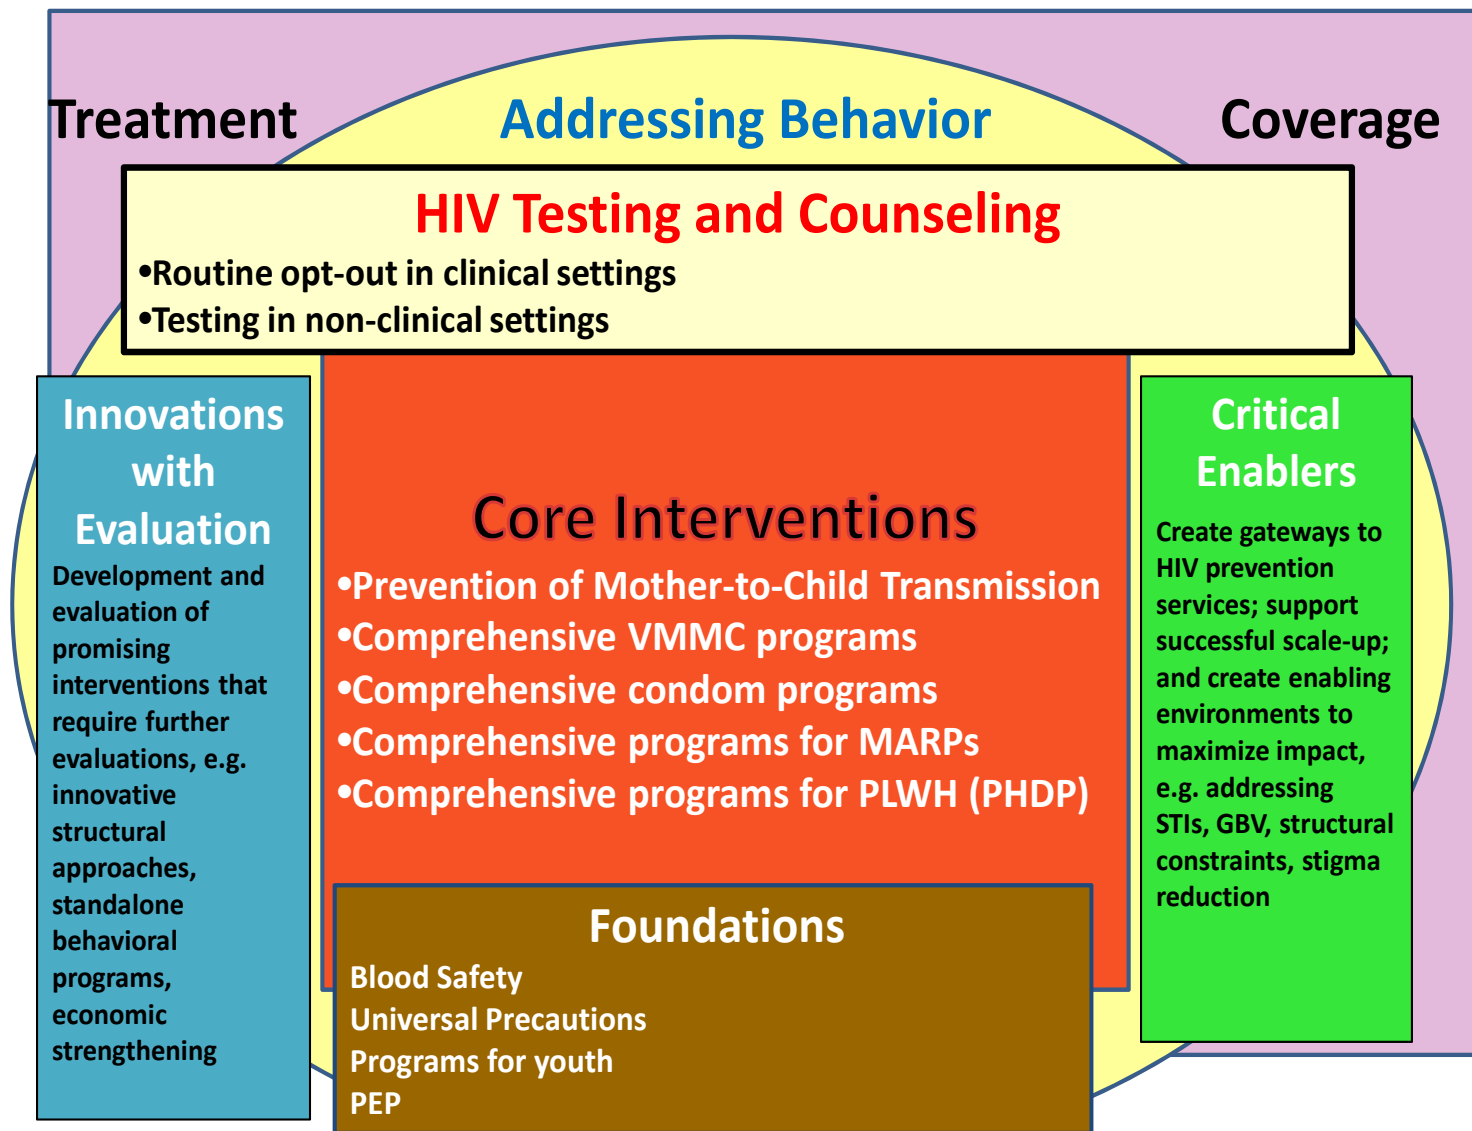 Treatment
Addressing Behavior
Coverage
HIV Testing and Counseling
•Routine opt-out in clinical settings
•Testing in non-clinical settings
Innovations
with
Evaluation
Development and
evaluation of
promising
interventions that
require further
evaluations, e.g.
innovative
structural
approaches,
standalone
behavioral
programs,
economic
strengthening
Core Interventions
•Prevention of Mother-to-Child Transmission
•Comprehensive VMMC programs
•Comprehensive condom programs
•Comprehensive programs for MARPs
•Comprehensive programs for PLWH (PHDP)
Critical
Enablers
Create gateways to
HIV prevention
services; support
successful scale-up;
and create enabling
environments to
maximize impact,
e.g. addressing
STIs, GBV, structural
constraints, stigma
reduction
Foundations
Blood Safety
Universal Precautions
Programs for youth
PEP